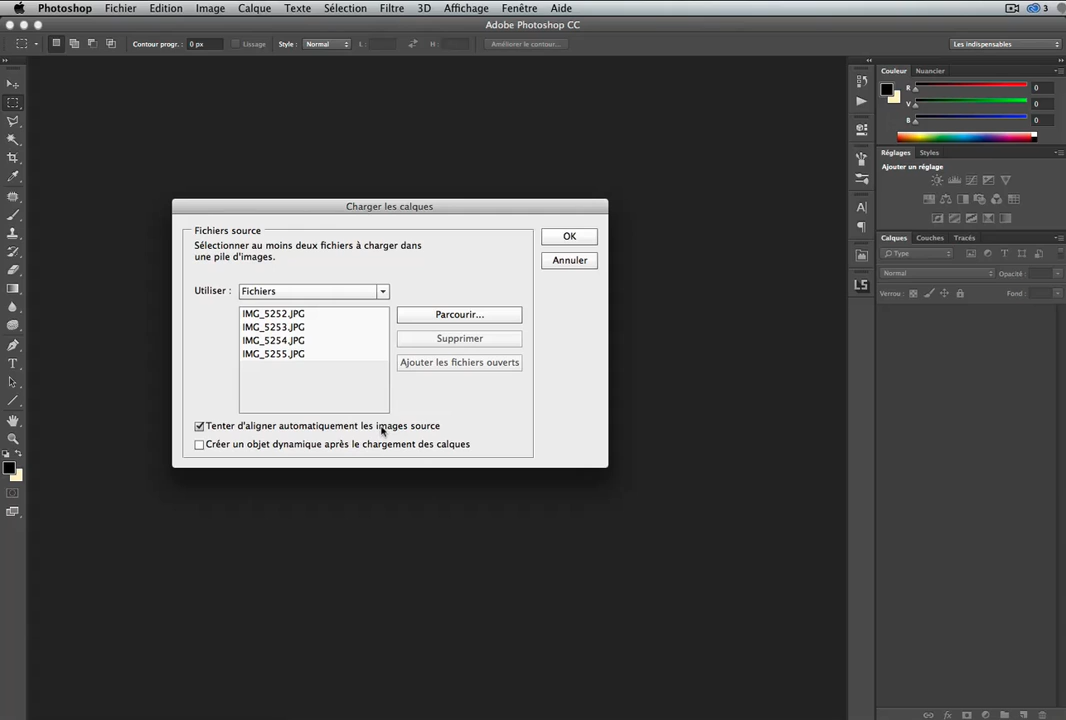 Photoshop Fichier Edition Image Calque Texte Sélection Filtre 3D Affichage Fenêtre Aide 3
Adobe Photoshop CC
Contour progr. : 0 px Lissage Style : Normal L : H : Améliorer le contour... Les indispensables
Couleur Nuancier
R 0
V 0
B 0
Réglages Styles
Ajouter un réglage
Calques Couches Tracés
Type
Normal Opacité :
Verrou : Fond :
LS
Charger les calques
Fichiers source
Sélectionner au moins deux fichiers à charger dans
une pile d'images.
OK
Annuler
Utiliser : Fichiers
IMG_5252.JPG
IMG_5253.JPG
IMG_5254.JPG
IMG_5255.JPG
Parcourir...
Supprimer
Ajouter les fichiers ouverts
Tenter d'aligner automatiquement les images source
Créer un objet dynamique après le chargement des calques